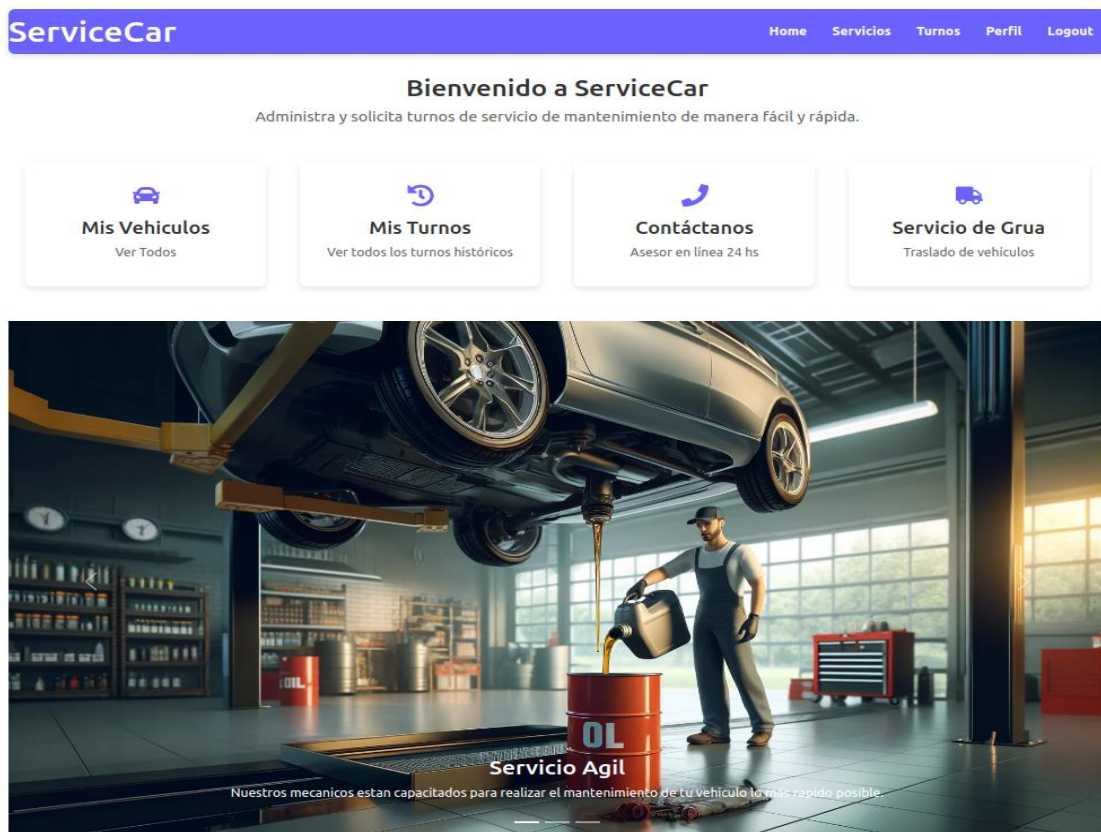 ServiceCar
Home Servicios Turnos Perfil Logout
Bienvenido a ServiceCar
Administra y solicita turnos de servicio de mantenimiento de manera fácil y rápida.
Mis Vehiculos
Ver Todos
Mis Turnos
Ver todos los turnos históricos
Contáctanos
Asesor en línea 24 hs
Servicio de Grua
Traslado de vehículos
OIL
OL
Servicio Agil
Nuestros mecanicos estan capacitados para realizar el mantenimiento de tu vehiculo lo mas rapido posible.